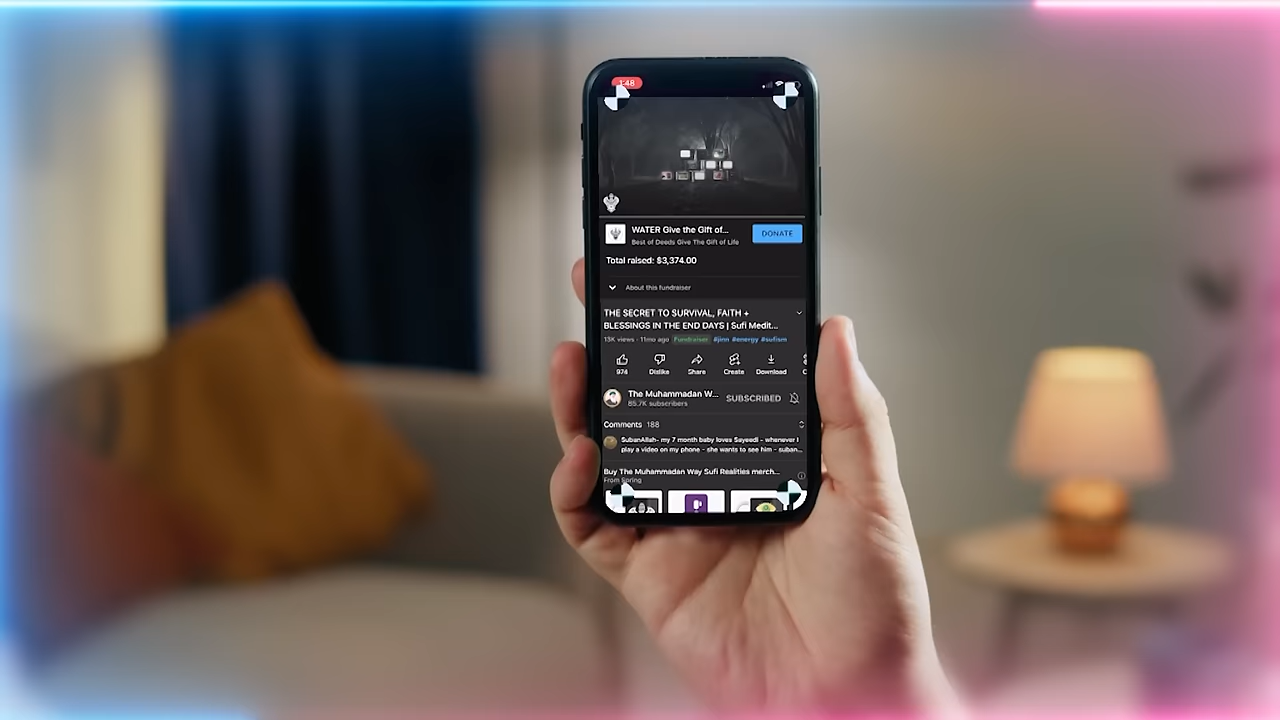 1:48
WATER Give the Gift of...
Best of Deeds Give The Gift of Life
DONATE
Total raised: $3,374.00
About this fundraiser
THE SECRET TO SURVIVAL, FAITH +
BLESSINGS IN THE END DAYS | Sufi Medit...
13K views · 11mo ago Fundraiser #jinn #energy #sufism
974 Dislike Share Create Download
The Muhammadan W...
85.7K subscribers
SUBSCRIBED
Comments 188
SubanAllah- my 7 month baby loves Sayeedi - whenever I
play a video on my phone - she wants to see him - suban...
Buy The Muhammadan Way Sufi Realities merch...
From Spring